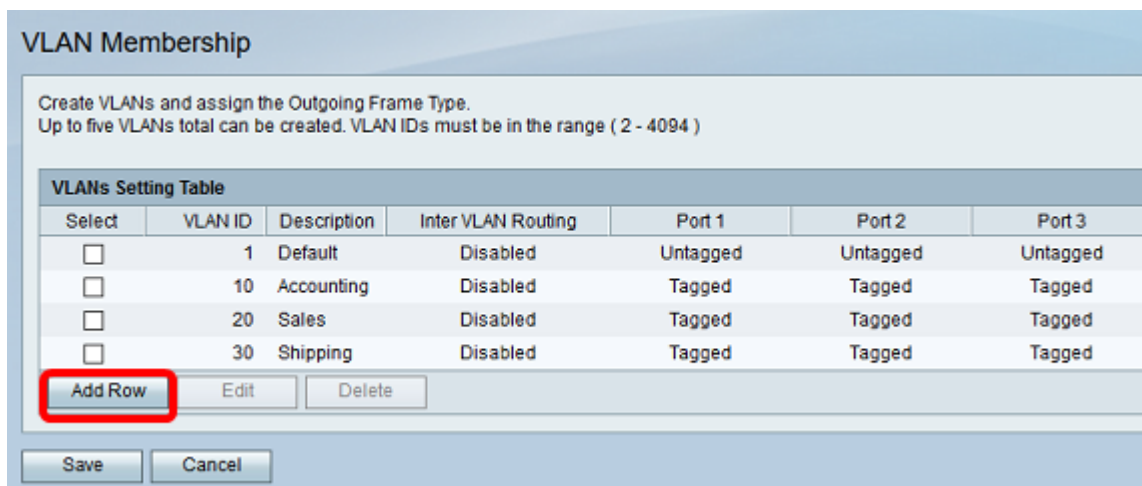 VLAN Membership
Create VLANs and assign the Outgoing Frame Type.
Up to five VLANs total can be created. VLAN IDs must be in the range ( 2 - 4094 )
VLANs Setting Table
Select VLAN ID Description Inter VLAN Routing Port 1 Port 2 Port 3
1 Default Disabled Untagged Untagged Untagged
10 Accounting Disabled Tagged Tagged Tagged
20 Sales Disabled Tagged Tagged Tagged
30 Shipping Disabled Tagged Tagged Tagged
Add Row Edit Delete
Save Cancel